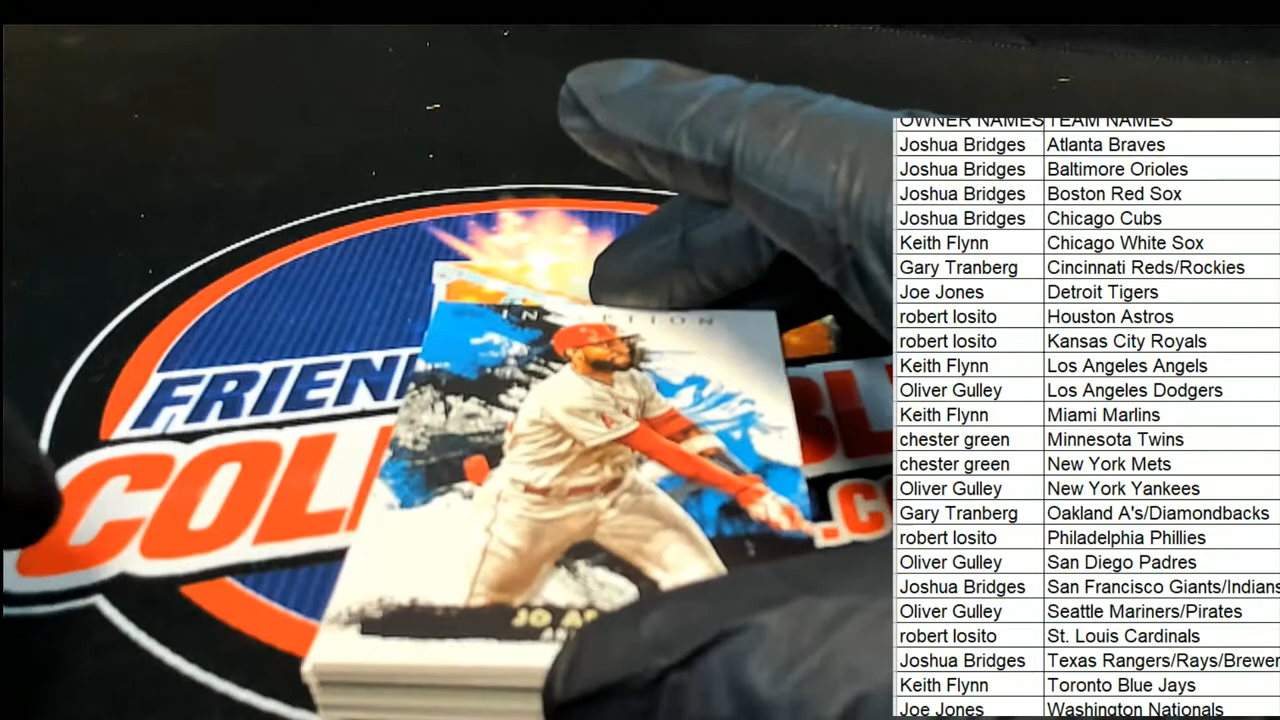 OWNER NAMES TEAM NAMES
Joshua Bridges Atlanta Braves
Joshua Bridges Baltimore Orioles
Joshua Bridges Boston Red Sox
Joshua Bridges Chicago Cubs
Keith Flynn Chicago White Sox
Gary Tranberg Cincinnati Reds/Rockies
Joe Jones Detroit Tigers
robert losito Houston Astros
robert losito Kansas City Royals
Keith Flynn Los Angeles Angels
Oliver Gulley Los Angeles Dodgers
Keith Flynn Miami Marlins
chester green Minnesota Twins
chester green New York Mets
Oliver Gulley New York Yankees
Gary Tranberg Oakland A's/Diamondbacks
robert losito Philadelphia Phillies
Oliver Gulley San Diego Padres
Joshua Bridges San Francisco Giants/Indians
Oliver Gulley Seattle Mariners/Pirates
robert losito St. Louis Cardinals
Joshua Bridges Texas Rangers/Rays/Brewer
Keith Flynn Toronto Blue Jays
Joe Jones Washington Nationals
INCEPTION
FRIEN
COLL
BL
.C
JO A